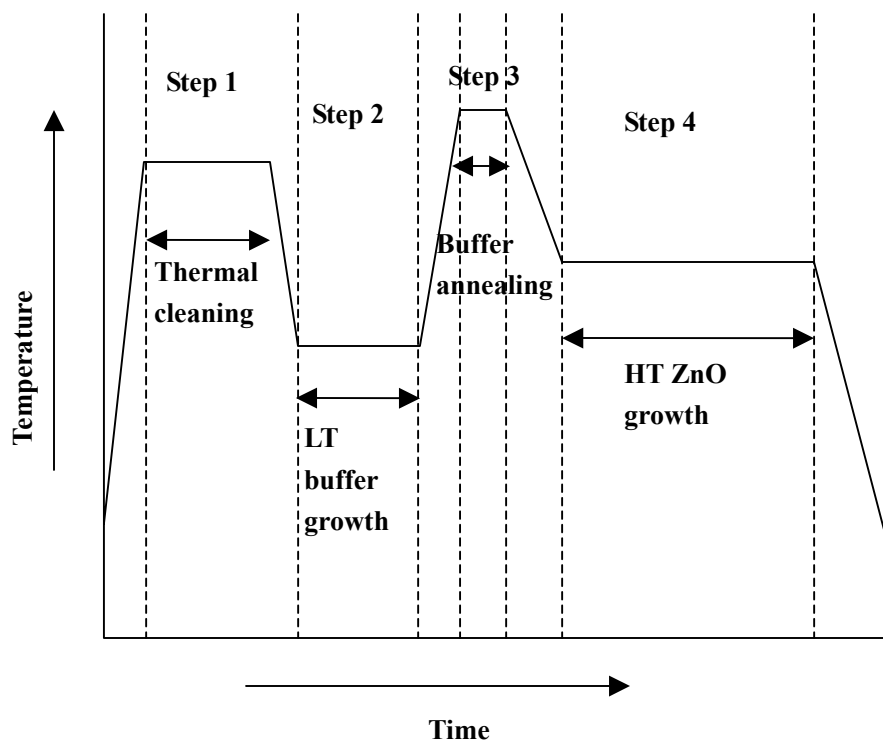 Step 1
Step 2
Step 3
Step 4
Thermal
cleaning
Buffer
annealing
LT
buffer
growth
HT ZnO
growth
Temperature
Time